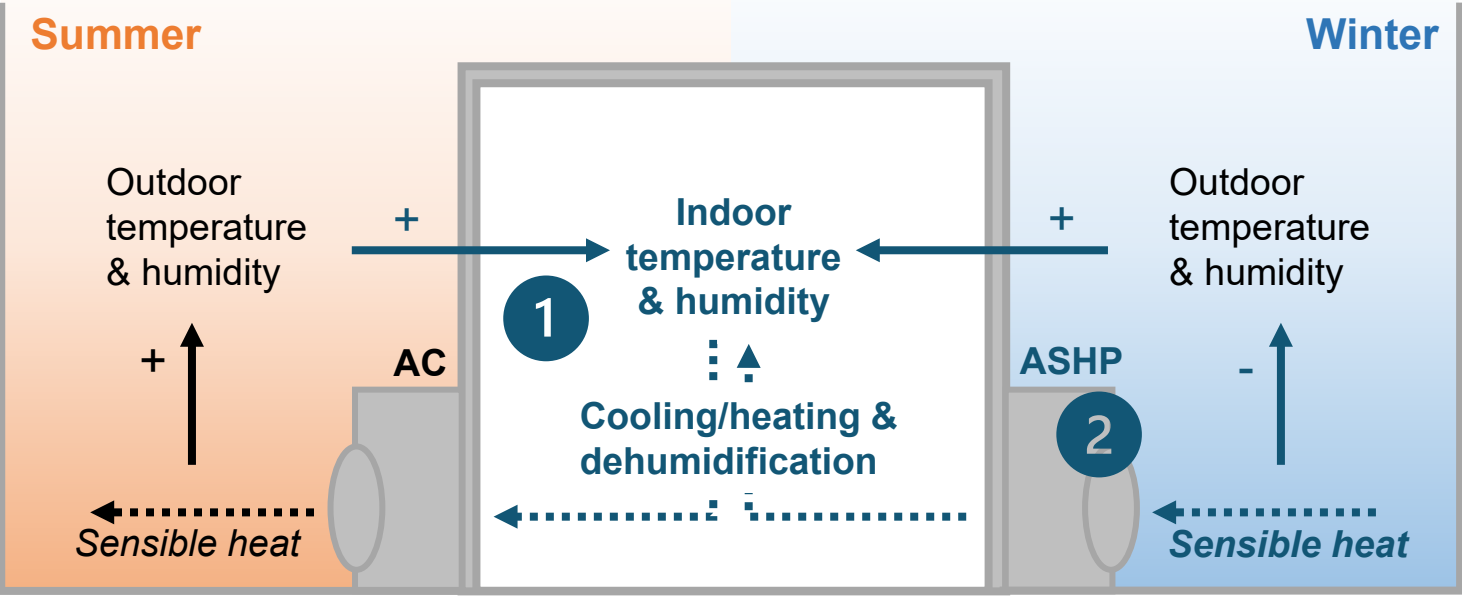 Summer
Winter
Outdoor
temperature
& humidity
+
Indoor
temperature
& humidity
+
Outdoor
temperature
& humidity
1
+
AC
ASHP
-
2
Cooling/heating &
dehumidification
Sensible heat
Sensible heat